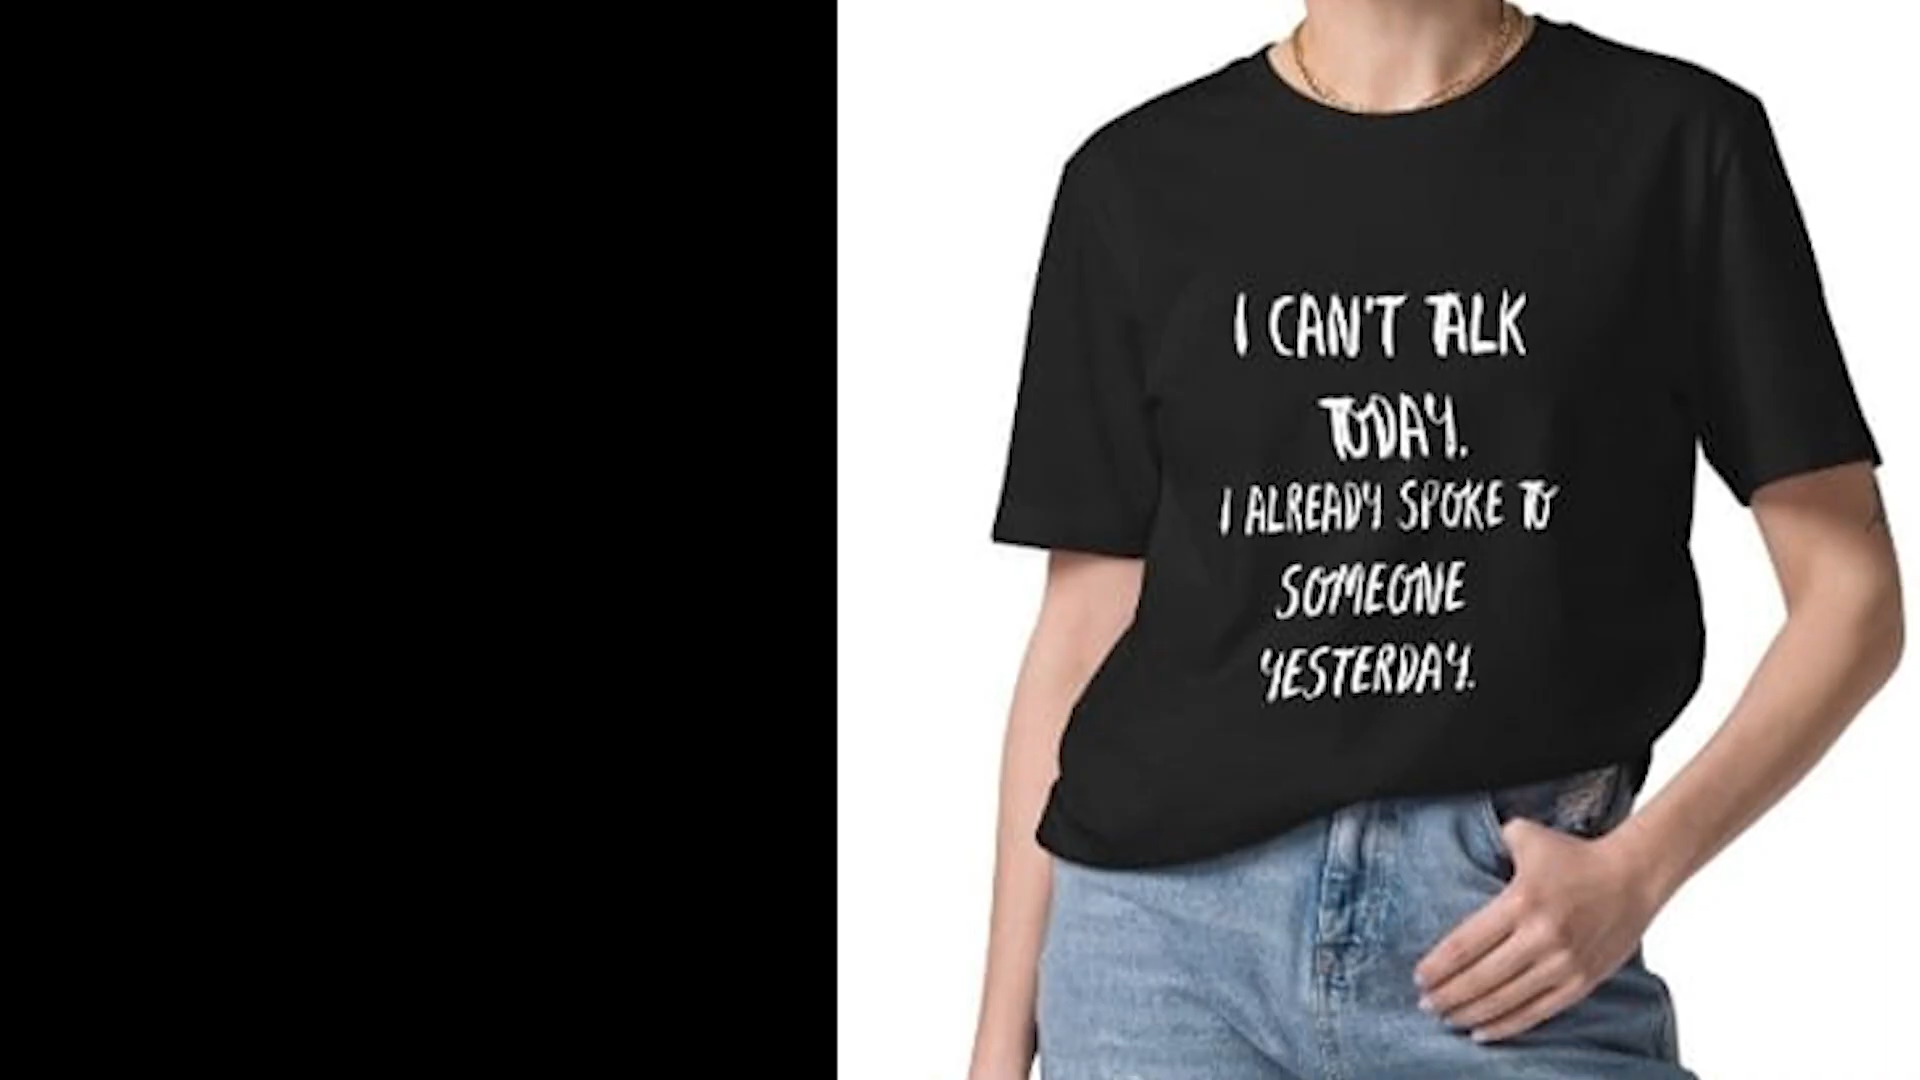 I CAN'T TALK
TODAY.
I ALREADY SPOKE TO
SOMEONE
YESTERDAY.